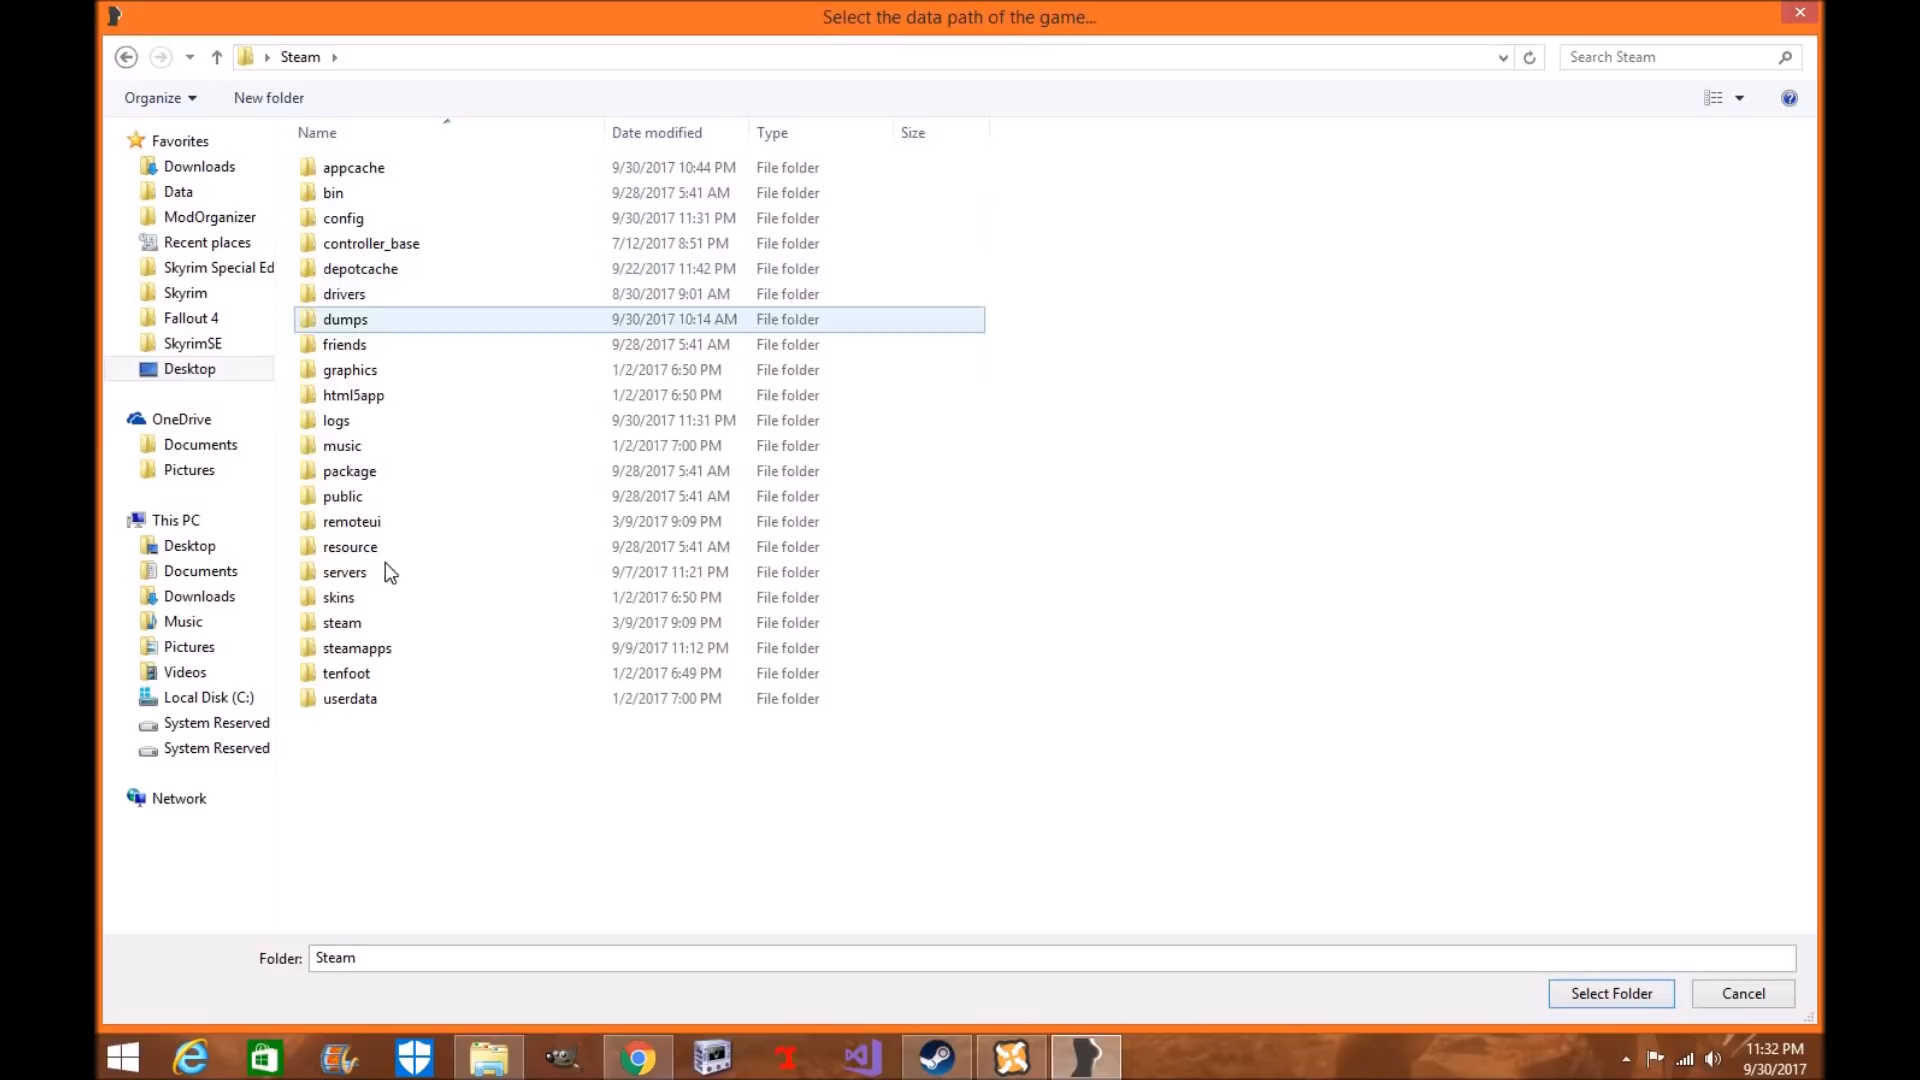 Select the data path of the game...
Steam
Search Steam
Organize
New folder
Name Date modified Type Size
Favorites
Downloads
Data
ModOrganizer
Recent places
Skyrim Special Ed
Skyrim
Fallout 4
SkyrimSE
Desktop
OneDrive
Documents
Pictures
This PC
Desktop
Documents
Downloads
Music
Pictures
Videos
Local Disk (C:)
System Reserved
System Reserved
Network
appcache 9/30/2017 10:44 PM File folder
bin 9/28/2017 5:41 AM File folder
config 9/30/2017 11:31 PM File folder
controller_base 7/12/2017 8:51 PM File folder
depotcache 9/22/2017 11:42 PM File folder
drivers 8/30/2017 9:01 AM File folder
dumps 9/30/2017 10:14 AM File folder
friends 9/28/2017 5:41 AM File folder
graphics 1/2/2017 6:50 PM File folder
html5app 1/2/2017 6:50 PM File folder
logs 9/30/2017 11:31 PM File folder
music 1/2/2017 7:00 PM File folder
package 9/28/2017 5:41 AM File folder
public 9/28/2017 5:41 AM File folder
remoteui 3/9/2017 9:09 PM File folder
resource 9/28/2017 5:41 AM File folder
servers 9/7/2017 11:21 PM File folder
skins 1/2/2017 6:50 PM File folder
steam 3/9/2017 9:09 PM File folder
steamapps 9/9/2017 11:12 PM File folder
tenfoot 1/2/2017 6:49 PM File folder
userdata 1/2/2017 7:00 PM File folder
Folder: Steam
Select Folder
Cancel
11:32 PM
9/30/2017